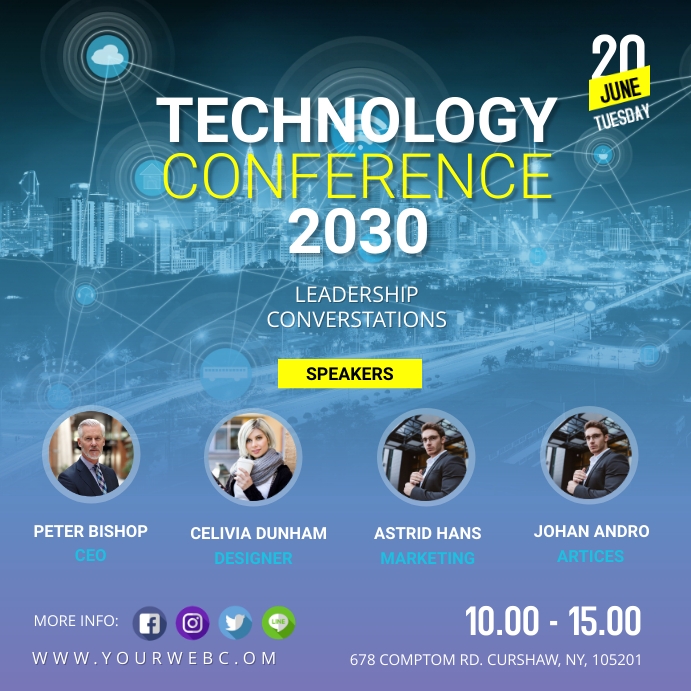 20
JUNE
TUESDAY
TECHNOLOGY
CONFERENCE
2030
LEADERSHIP
CONVERSTATIONS
SPEAKERS
PETER BISHOP
CEO
CELIVIA DUNHAM
DESIGNER
ASTRID HANS
MARKETING
JOHAN ANDRO
ARTICES
MORE INFO:
LINE
WWW.YOURWEBC.OM
10.00 - 15.00
678 COMPTOM RD. CURSHAW, NY, 105201